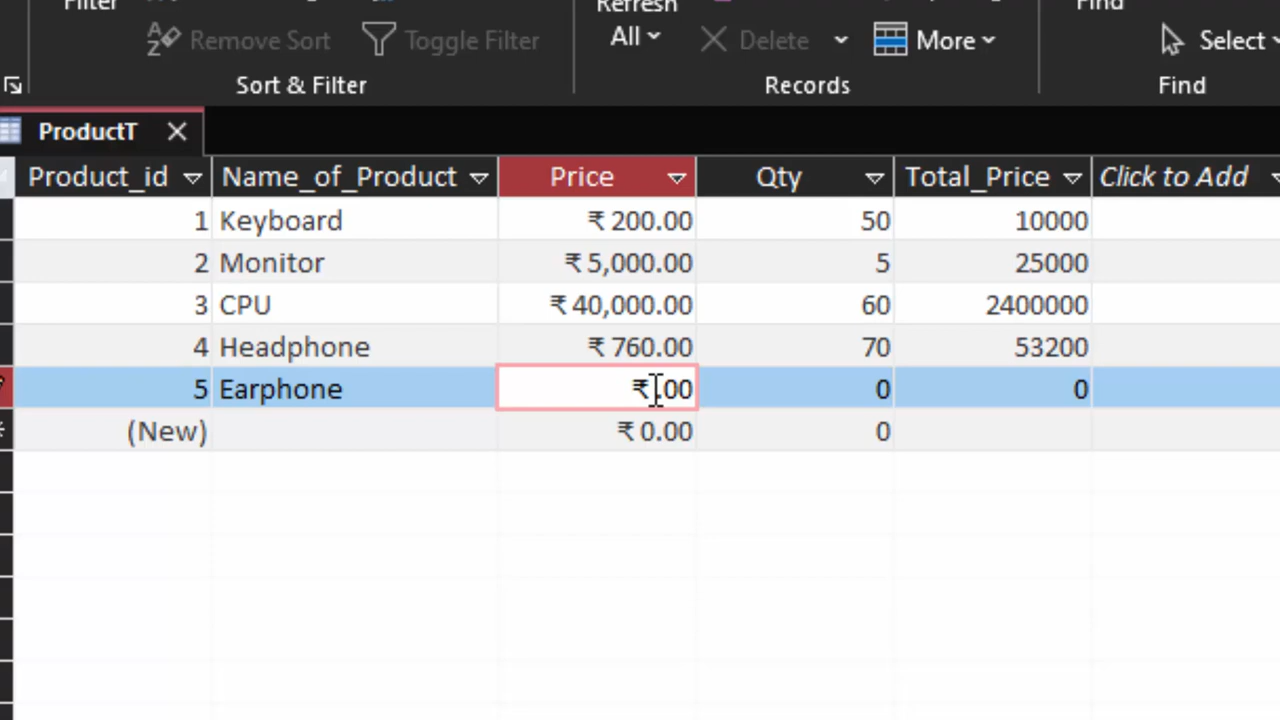 Filter Refresh Find
Remove Sort Toggle Filter All Delete More Select
Sort & Filter Records Find
ProductT
Product_id Name_of_Product Price Qty Total_Price Click to Add
1 Keyboard ₹ 200.00 50 10000
2 Monitor ₹ 5,000.00 5 25000
3 CPU ₹ 40,000.00 60 2400000
4 Headphone ₹ 760.00 70 53200
5 Earphone ₹ .00 0 0
(New) ₹ 0.00 0